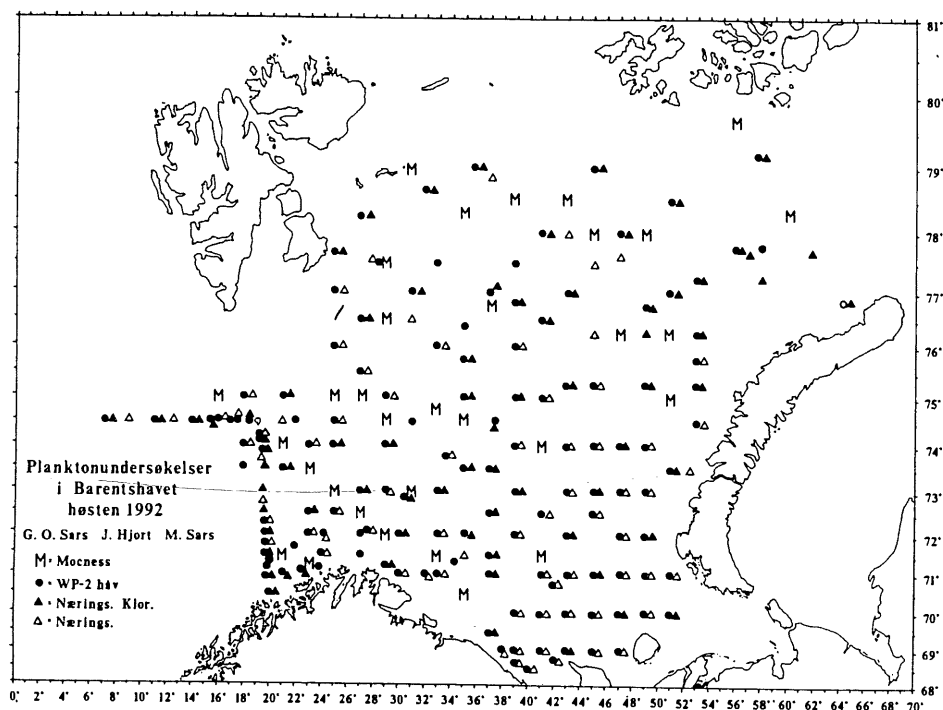 81°
80°
79°
78°
77°
76°
75°
74°
73°
72°
71°
70°
69°
68°
Planktonundersøkelser
i Barentshavet
høsten 1992
G. O. Sars J. Hjort M. Sars
M · Mocness
● · WP-2 håv
▲ · Nærings. Klor.
△ · Nærings.
0° 2° 4° 6° 8° 10° 12° 14° 16° 18° 20° 22° 24° 26° 28° 30° 32° 34° 36° 38° 40° 42° 44° 46° 48° 50° 52° 54° 56° 58° 60° 62° 64° 66° 68° 70°